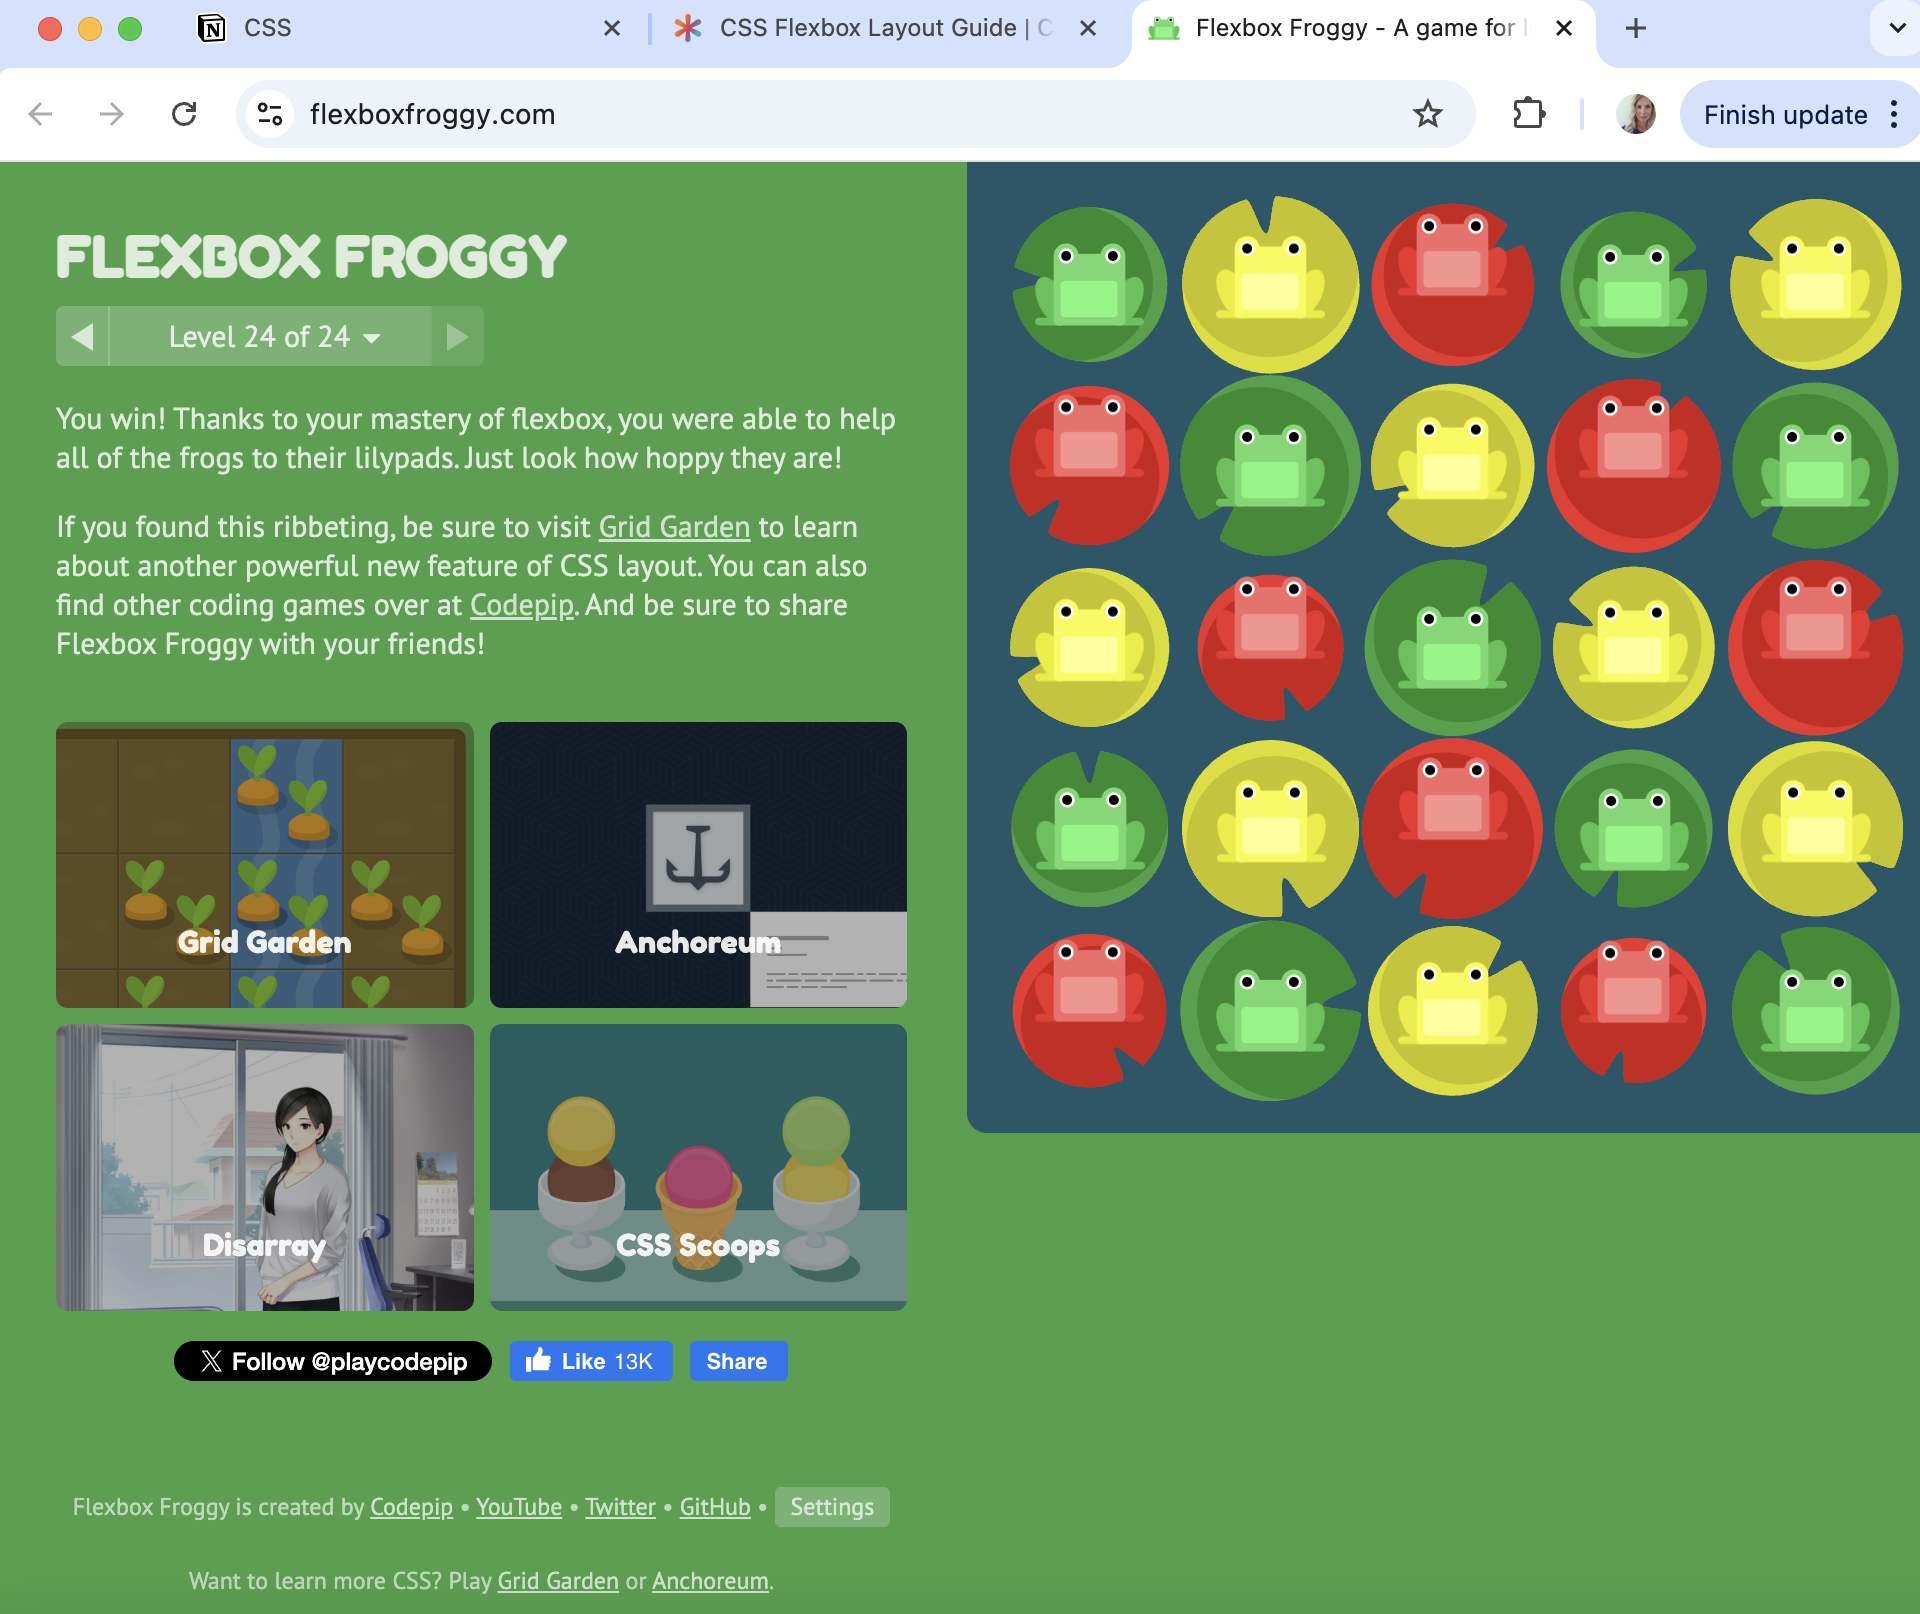 CSS
CSS Flexbox Layout Guide | C
Flexbox Froggy - A game for
flexboxfroggy.com
Finish update
FLEXBOX FROGGY
Level 24 of 24
You win! Thanks to your mastery of flexbox, you were able to help
all of the frogs to their lilypads. Just look how hoppy they are!
If you found this ribbeting, be sure to visit Grid Garden to learn
about another powerful new feature of CSS layout. You can also
find other coding games over at Codepip. And be sure to share
Flexbox Froggy with your friends!
Grid Garden
Anchoreum
Disarray
CSS Scoops
Follow @playcodepip
Like 13K
Share
Flexbox Froggy is created by Codepip • YouTube • Twitter • GitHub • Settings
Want to learn more CSS? Play Grid Garden or Anchoreum.